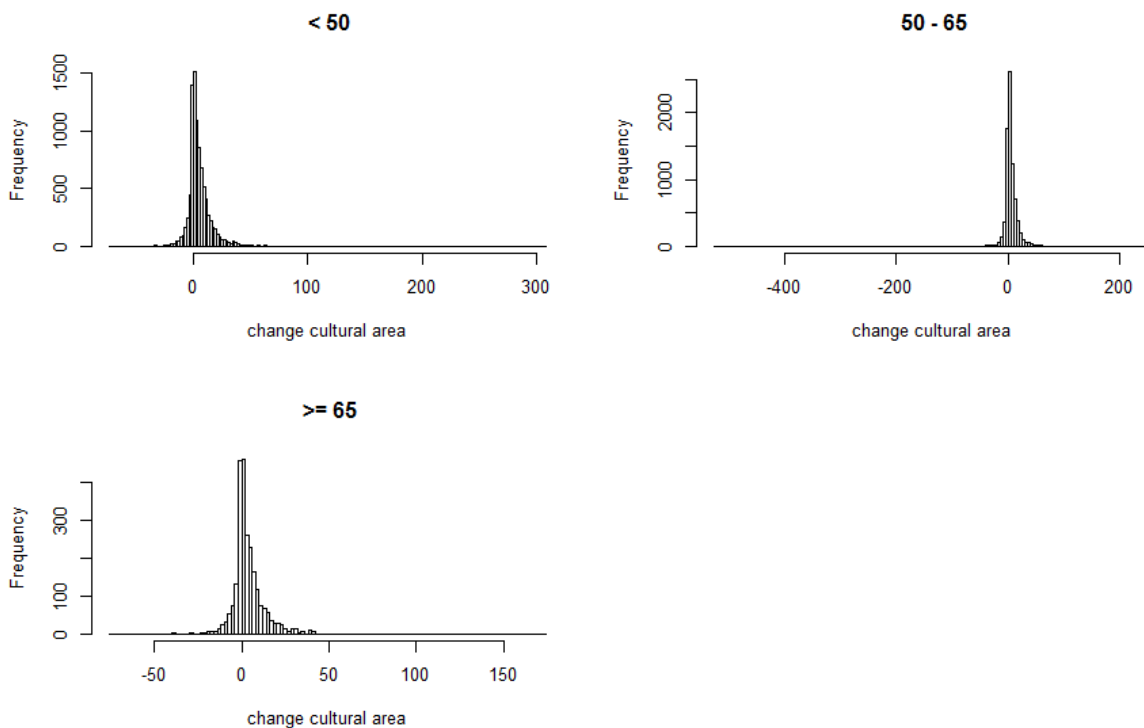 < 50
1500
1000
500
0
Frequency
0 100 200 300
change cultural area
50 - 65
2000
1000
0
Frequency
-400 -200 0 200
change cultural area
>= 65
300
100
0
Frequency
-50 0 50 100 150
change cultural area